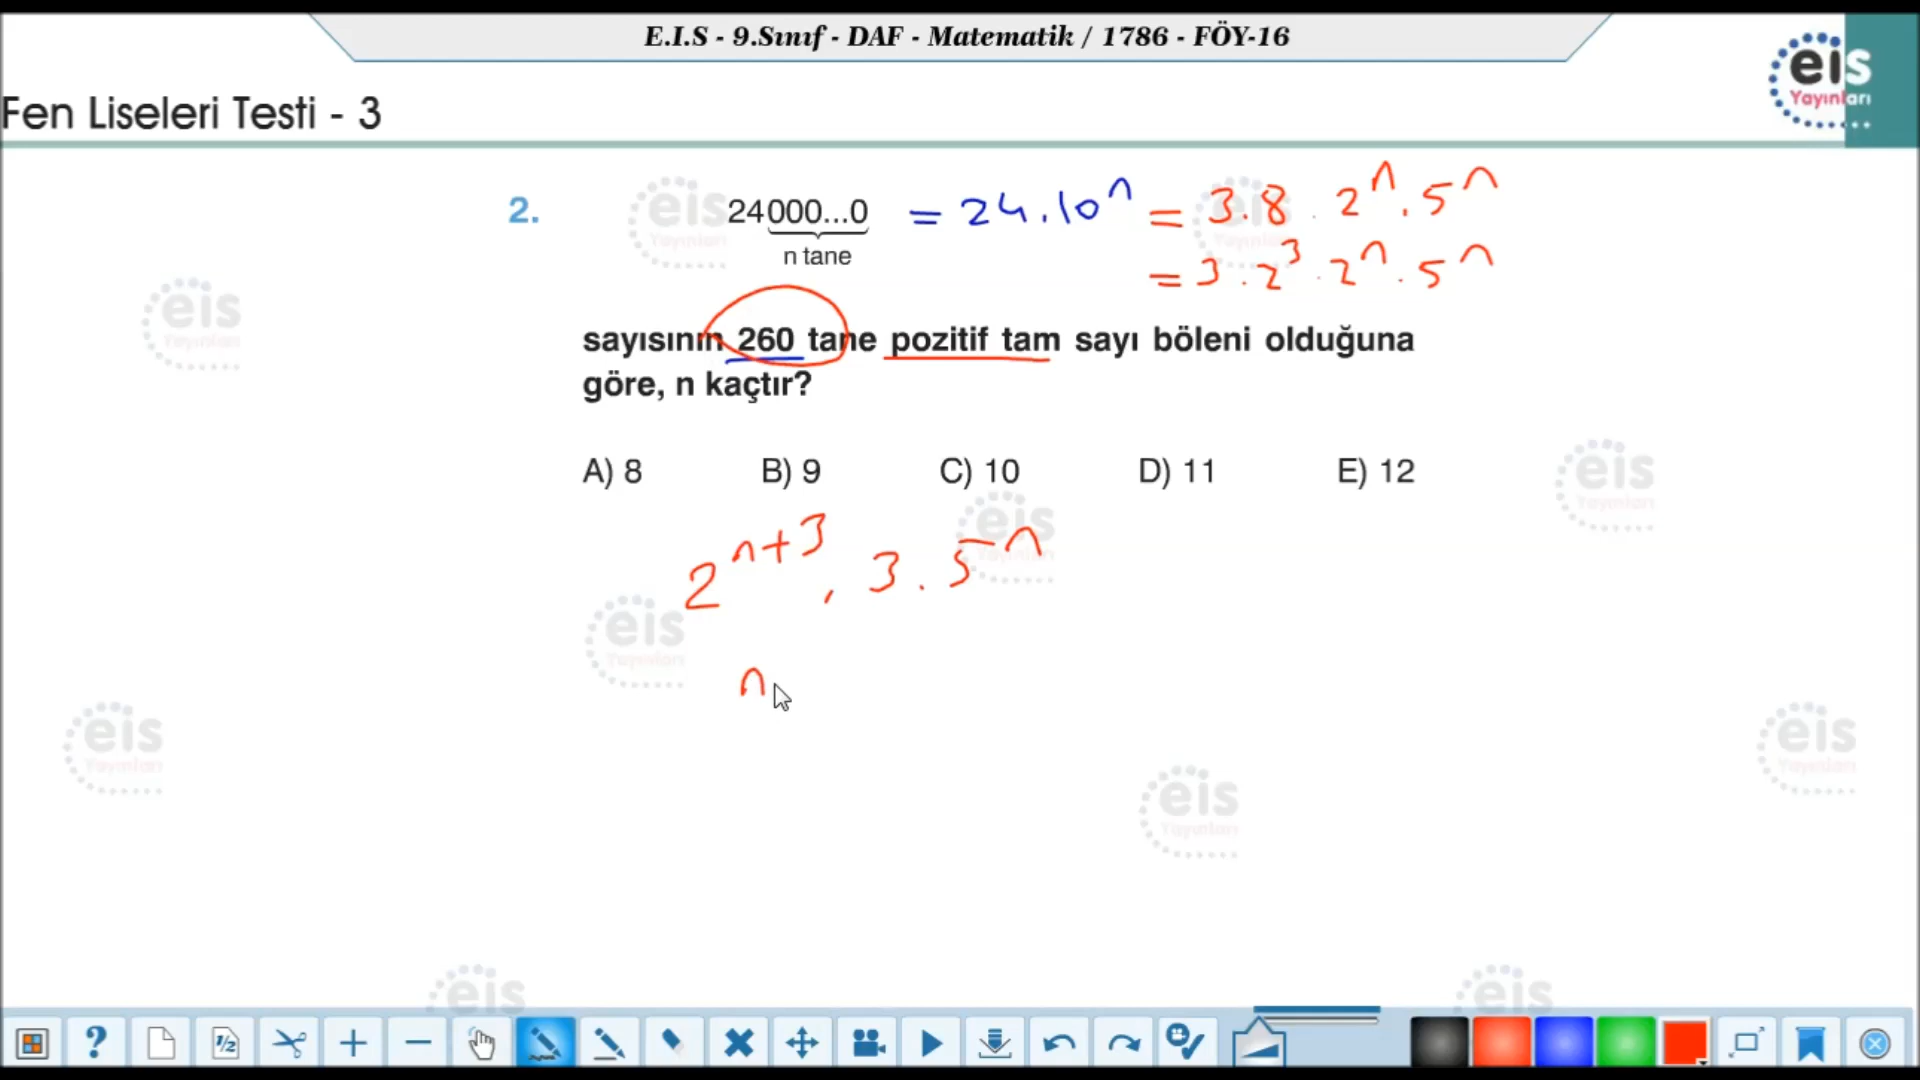 E.I.S - 9.Sınıf - DAF - Matematik / 1786 - FÖY-16
eis
Yayınları
Fen Liseleri Testi - 3
2.
24000...0 = 24.10^n = 3.8 . 2^n . 5^n
n tane
= 3 . 2^3 . 2^n . 5^n
sayısının 260 tane pozitif tam sayı böleni olduğuna
göre, n kaçtır?
A) 8 B) 9 C) 10 D) 11 E) 12
2^n+3 . 3 . 5^n
n